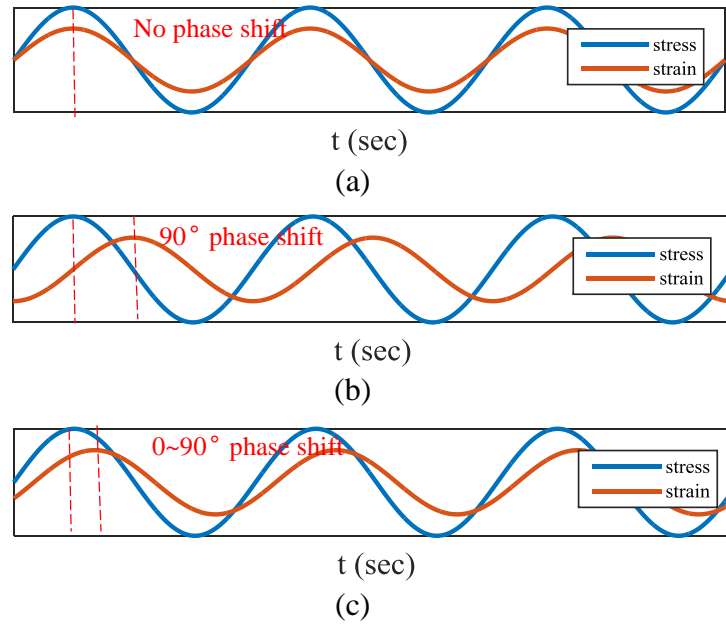 No phase shift
stress
strain
t (sec)
(a)
90° phase shift
stress
strain
t (sec)
(b)
0~90° phase shift
stress
strain
t (sec)
(c)